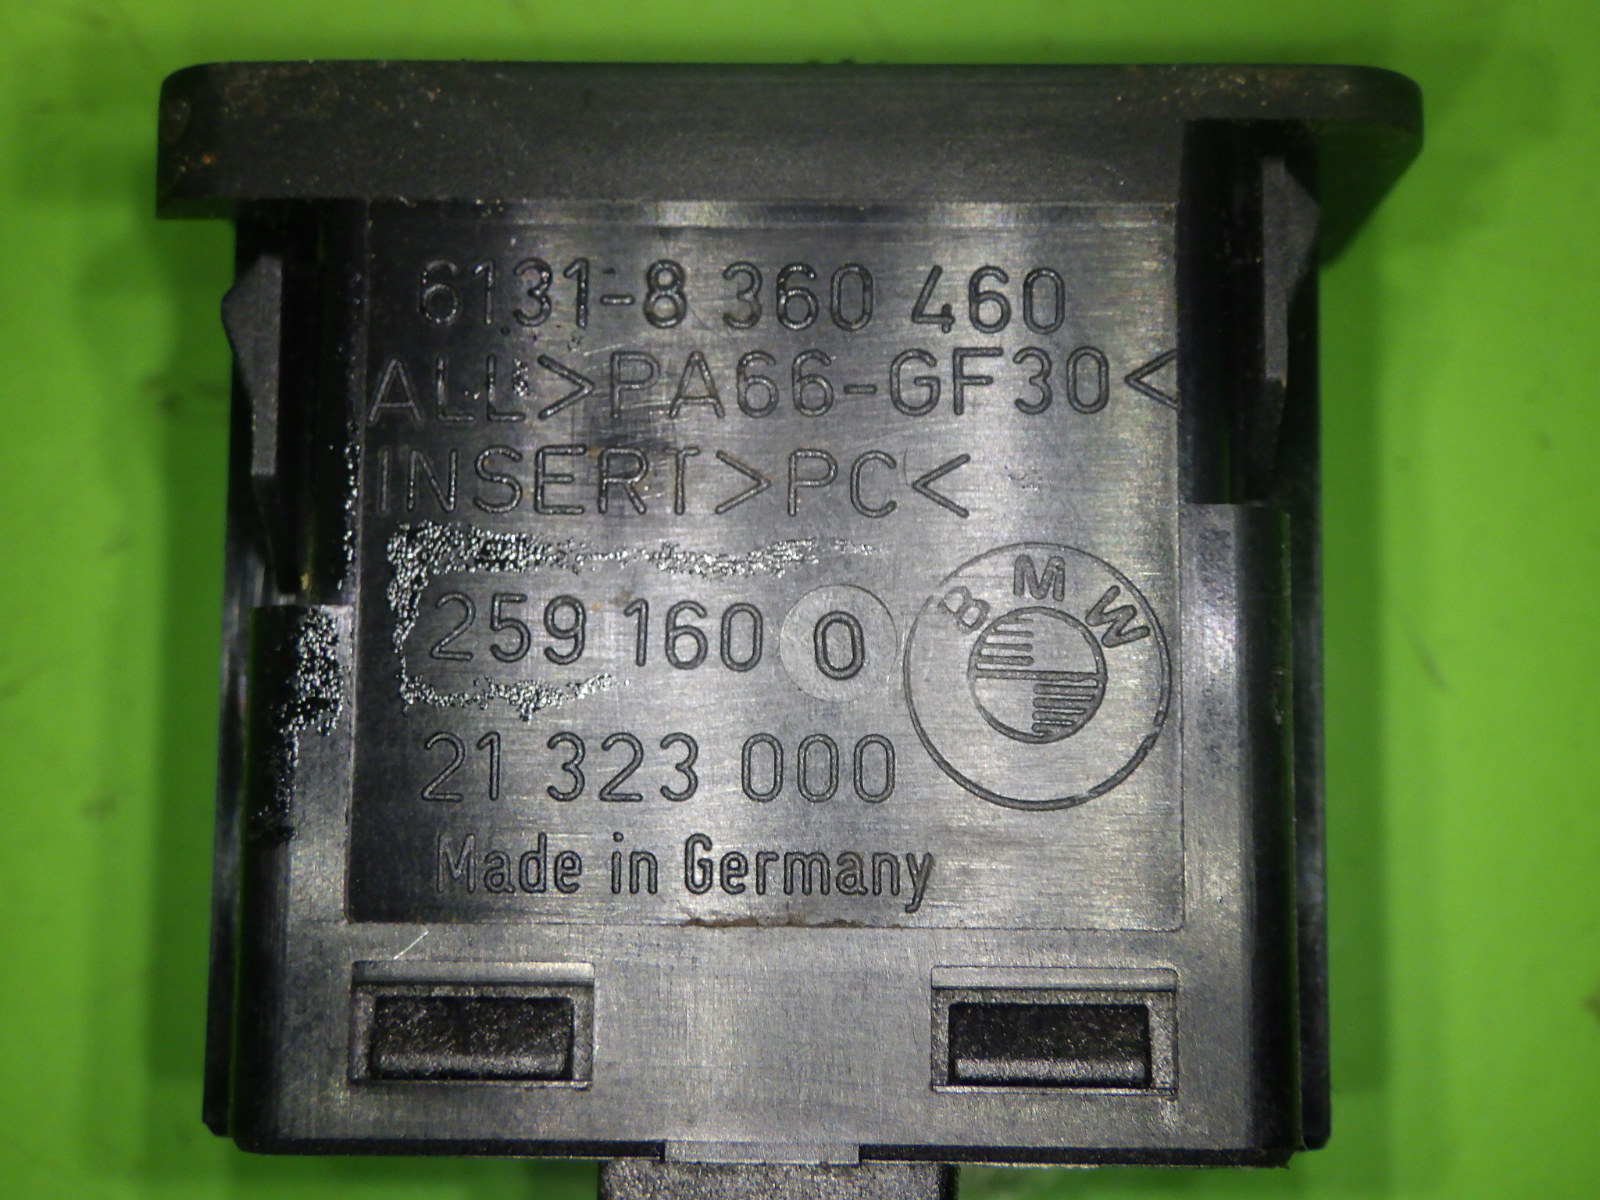 6131-8 360 460
ALL>PA66-GF30<
INSERT>PC<
259 160 0
BMW
21 323 000
Made in Germany